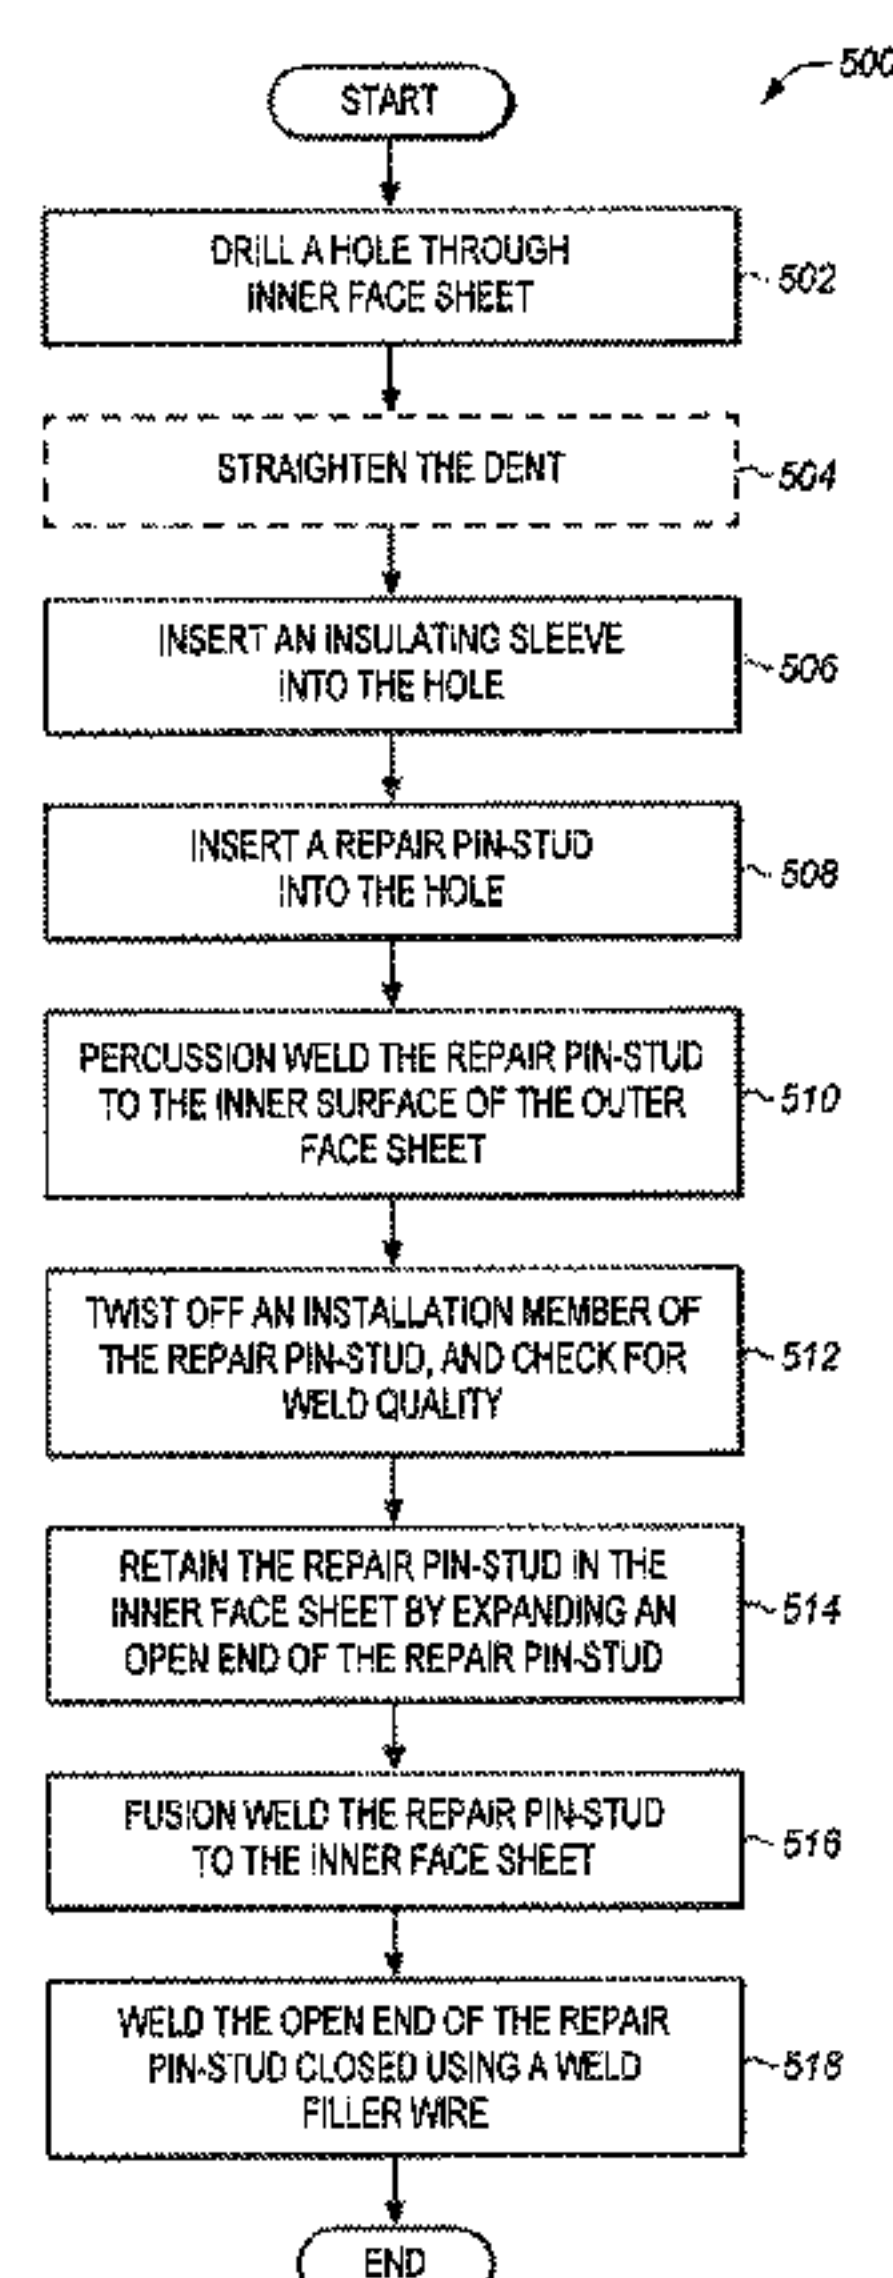 500
START
DRILL A HOLE THROUGH
INNER FACE SHEET
502
STRAIGHTEN THE DENT
504
INSERT AN INSULATING SLEEVE
INTO THE HOLE
506
INSERT A REPAIR PIN-STUD
INTO THE HOLE
508
PERCUSSION WELD THE REPAIR PIN-STUD
TO THE INNER SURFACE OF THE OUTER
FACE SHEET
510
TWIST OFF AN INSTALLATION MEMBER OF
THE REPAIR PIN-STUD, AND CHECK FOR
WELD QUALITY
512
RETAIN THE REPAIR PIN-STUD IN THE
INNER FACE SHEET BY EXPANDING AN
OPEN END OF THE REPAIR PIN-STUD
514
FUSION WELD THE REPAIR PIN-STUD
TO THE INNER FACE SHEET
516
WELD THE OPEN END OF THE REPAIR
PIN-STUD CLOSED USING A WELD
FILLER WIRE
518
END